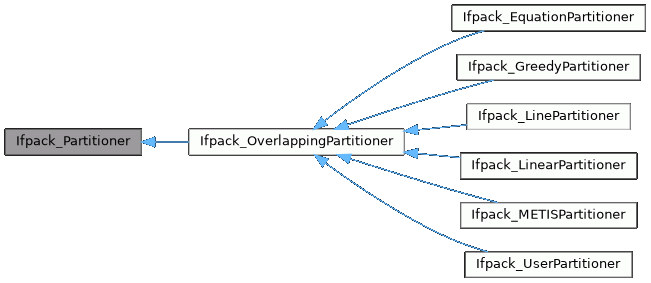 Ifpack_EquationPartitioner
Ifpack_GreedyPartitioner
Ifpack_LinePartitioner
Ifpack_Partitioner
Ifpack_OverlappingPartitioner
Ifpack_LinearPartitioner
Ifpack_METISPartitioner
Ifpack_UserPartitioner